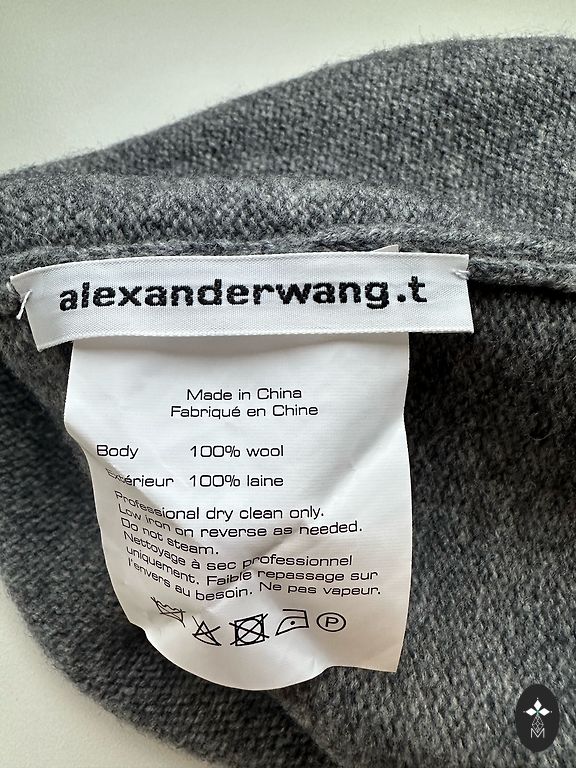 alexanderwang.t
Made in China
Fabriqué en Chine
Body 100% wool
Extérieur 100% laine
Professional dry clean only.
Low iron on reverse as needed.
Do not steam.
Nettoyage à sec professionnel
uniquement. Faible repassage sur
l'envers au besoin. Ne pas vapeur.
P
M